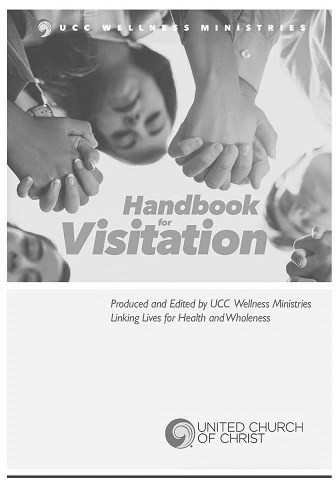 UCC WELLNESS MINISTRIES
Handbook
for
Visitation
Produced and Edited by UCC Wellness Ministries
Linking Lives for Health and Wholeness
UNITED CHURCH
OF CHRIST